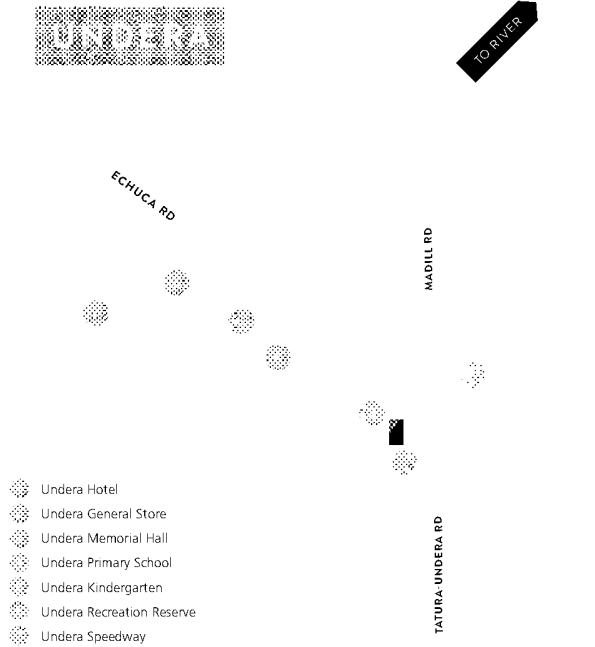 UNDERA
TO RIVER
ECHUCA RD
MADILL RD
Undera Hotel
Undera General Store
Undera Memorial Hall
Undera Primary School
Undera Kindergarten
Undera Recreation Reserve
Undera Speedway
TATURA-UNDERA RD